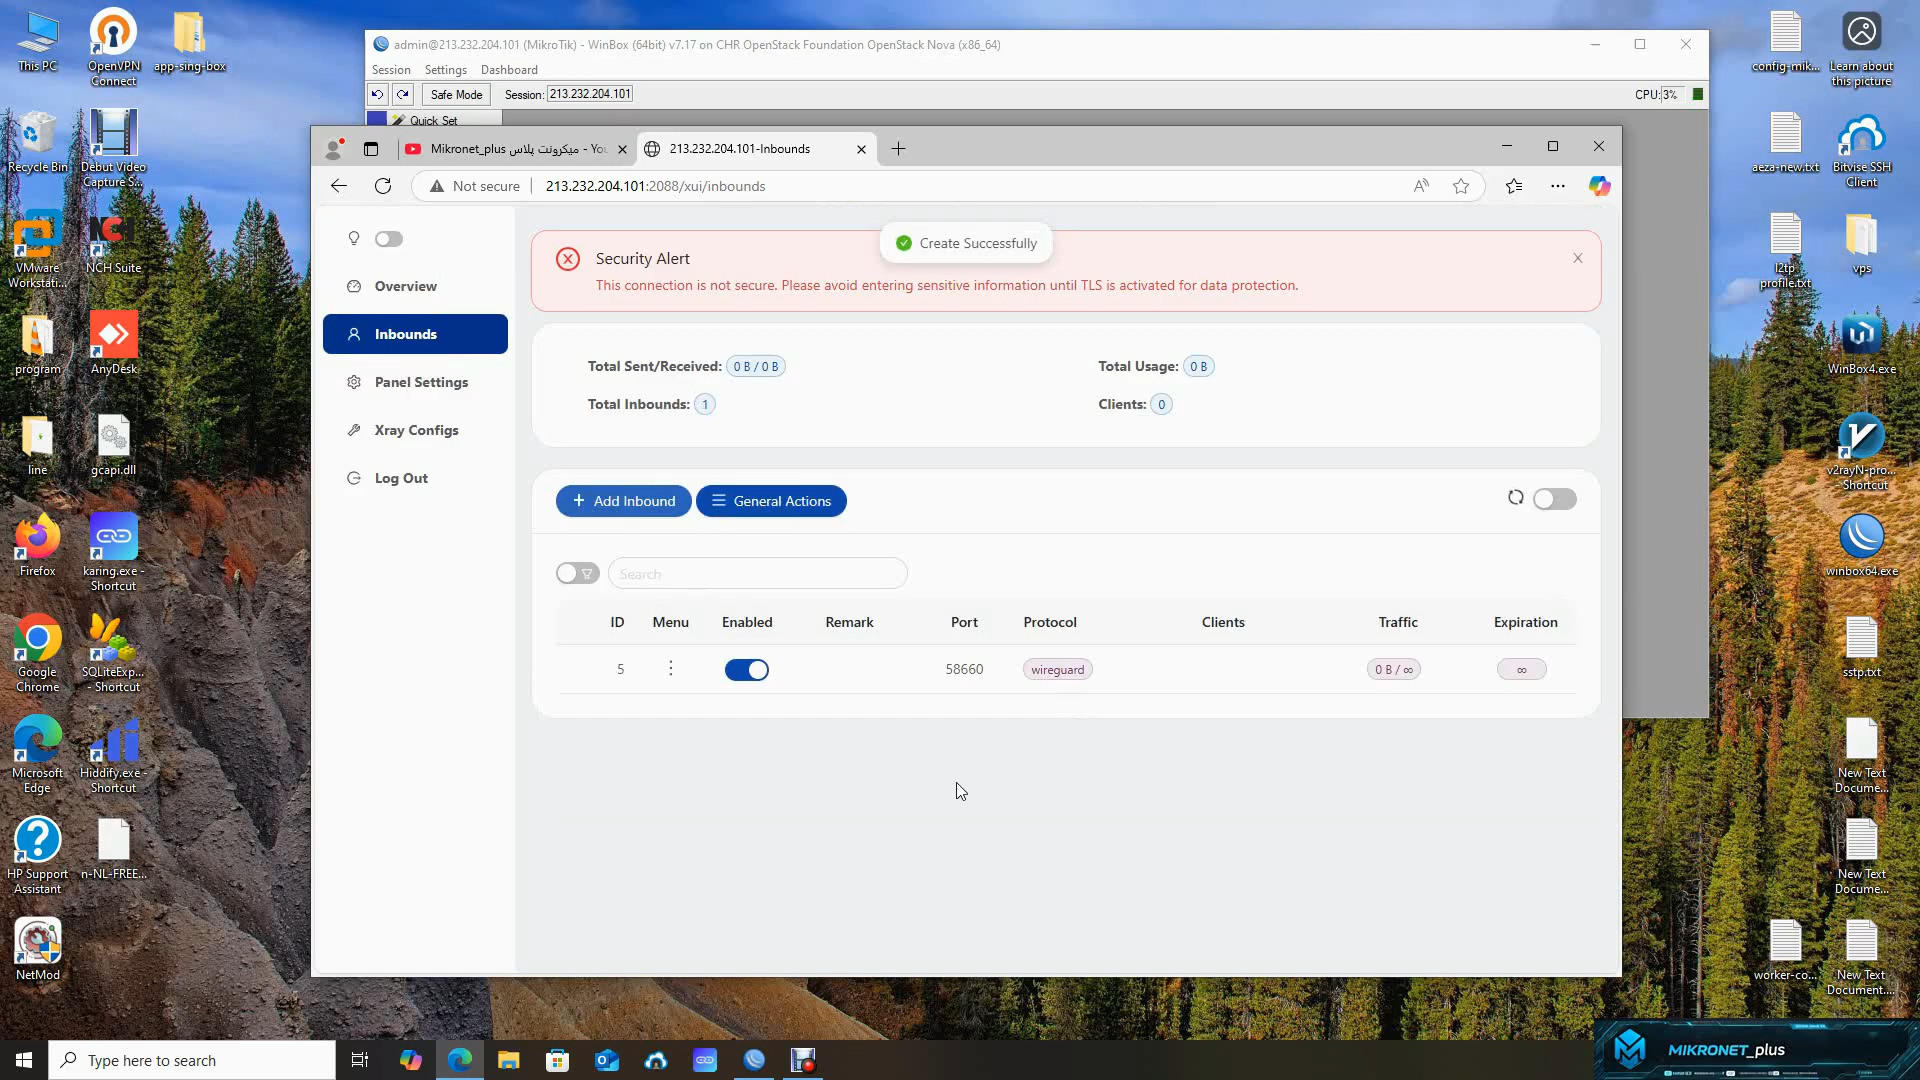 This PC
OpenVPN Connect
app-sing-box
Recycle Bin
Debut Video Capture S...
VMware Workstati...
NCH Suite
program
AnyDesk
line
gcapi.dll
Firefox
karing.exe - Shortcut
Google Chrome
SQLiteExp... - Shortcut
Microsoft Edge
Hiddify.exe - Shortcut
HP Support Assistant
n-NL-FREE...
NetMod
admin@213.232.204.101 (MikroTik) - WinBox (64bit) v7.17 on CHR OpenStack Foundation OpenStack Nova (x86_64)
Session Settings Dashboard
Safe Mode Session: 213.232.204.101 CPU: 3%
Quick Set
Mikronet_plus میکرونت پلاس - You
213.232.204.101-Inbounds
Not secure 213.232.204.101:2088/xui/inbounds
Overview
Inbounds
Panel Settings
Xray Configs
Log Out
Create Successfully
Security Alert
This connection is not secure. Please avoid entering sensitive information until TLS is activated for data protection.
Total Sent/Received: 0 B / 0 B
Total Usage: 0 B
Total Inbounds: 1
Clients: 0
+ Add Inbound
General Actions
Search
ID Menu Enabled Remark Port Protocol Clients Traffic Expiration
5 58660 wireguard 0 B / ∞ ∞
config-mik...
Learn about this picture
aeza-new.txt
Bitvise SSH Client
l2tp profile.txt
vps
WinBox4.exe
v2rayN-pro... - Shortcut
winbox64.exe
sstp.txt
New Text Docume...
New Text Docume...
worker-co...
New Text Document....
Type here to search
MIKRONET_plus